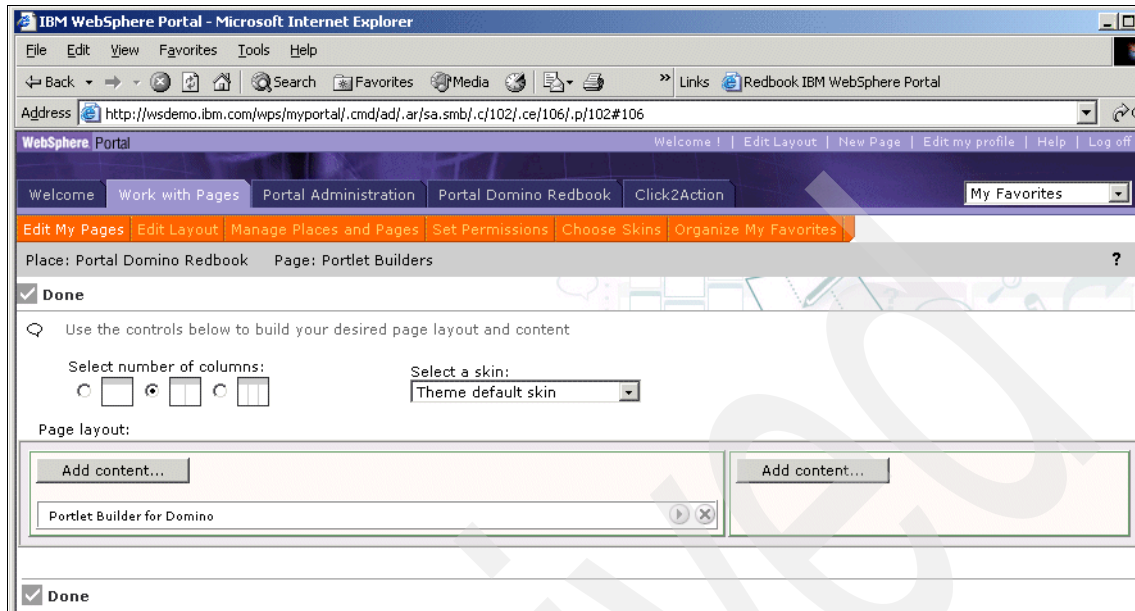 IBM WebSphere Portal - Microsoft Internet Explorer
File Edit View Favorites Tools Help
Back Search Favorites Media » Links Redbook IBM WebSphere Portal
Address http://wsdemo.ibm.com/wps/myportal/.cmd/ad/.ar/sa.smb/.c/102/.ce/106/.p/102#106
WebSphere Portal Welcome ! | Edit Layout | New Page | Edit my profile | Help | Log off
Welcome Work with Pages Portal Administration Portal Domino Redbook Click2Action My Favorites
Edit My Pages Edit Layout Manage Places and Pages Set Permissions Choose Skins Organize My Favorites
Place: Portal Domino Redbook Page: Portlet Builders ?
Done
Use the controls below to build your desired page layout and content
Select number of columns: Select a skin:
Theme default skin
Page layout:
Add content... Add content...
Portlet Builder for Domino
Done